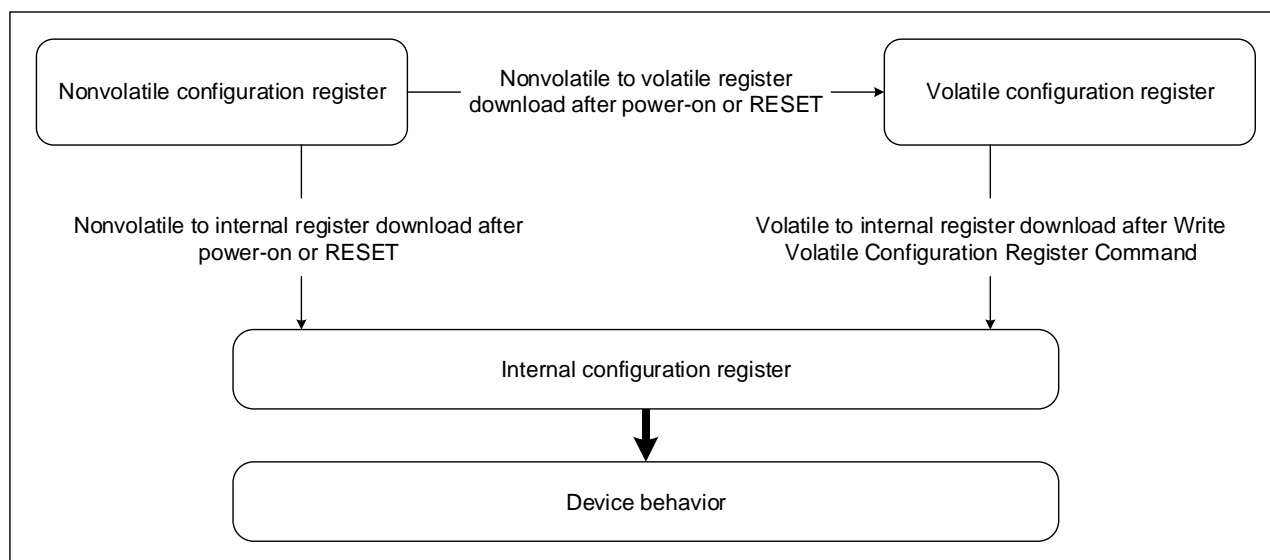 Nonvolatile configuration register
Nonvolatile to volatile register
download after power-on or RESET
Volatile configuration register
Nonvolatile to internal register download after
power-on or RESET
Volatile to internal register download after Write
Volatile Configuration Register Command
Internal configuration register
Device behavior